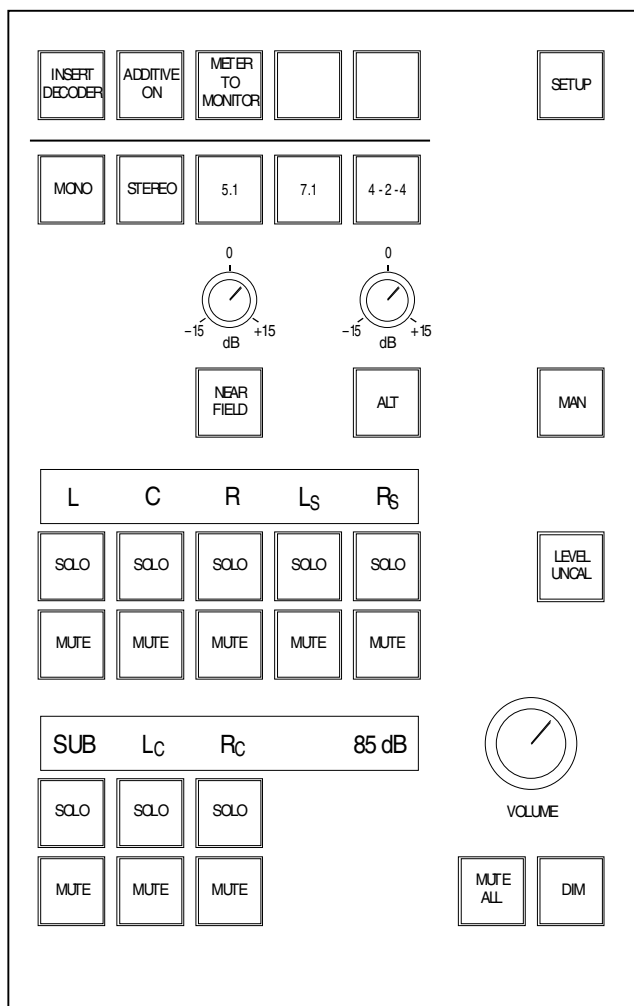 INSERT
DECODER
ADDITIVE
ON
METER
TO
MONITOR
SETUP
MONO
STEREO
5.1
7.1
4 - 2 - 4
0
0
−15
+15
dB
−15
+15
dB
NEAR
FIELD
ALT
MAN
L C R LS RS
SOLO SOLO SOLO SOLO SOLO
LEVEL
UNCAL
MUTE MUTE MUTE MUTE MUTE
SUB LC RC 85 dB
SOLO SOLO SOLO
VOLUME
MUTE MUTE MUTE
MUTE
ALL
DIM